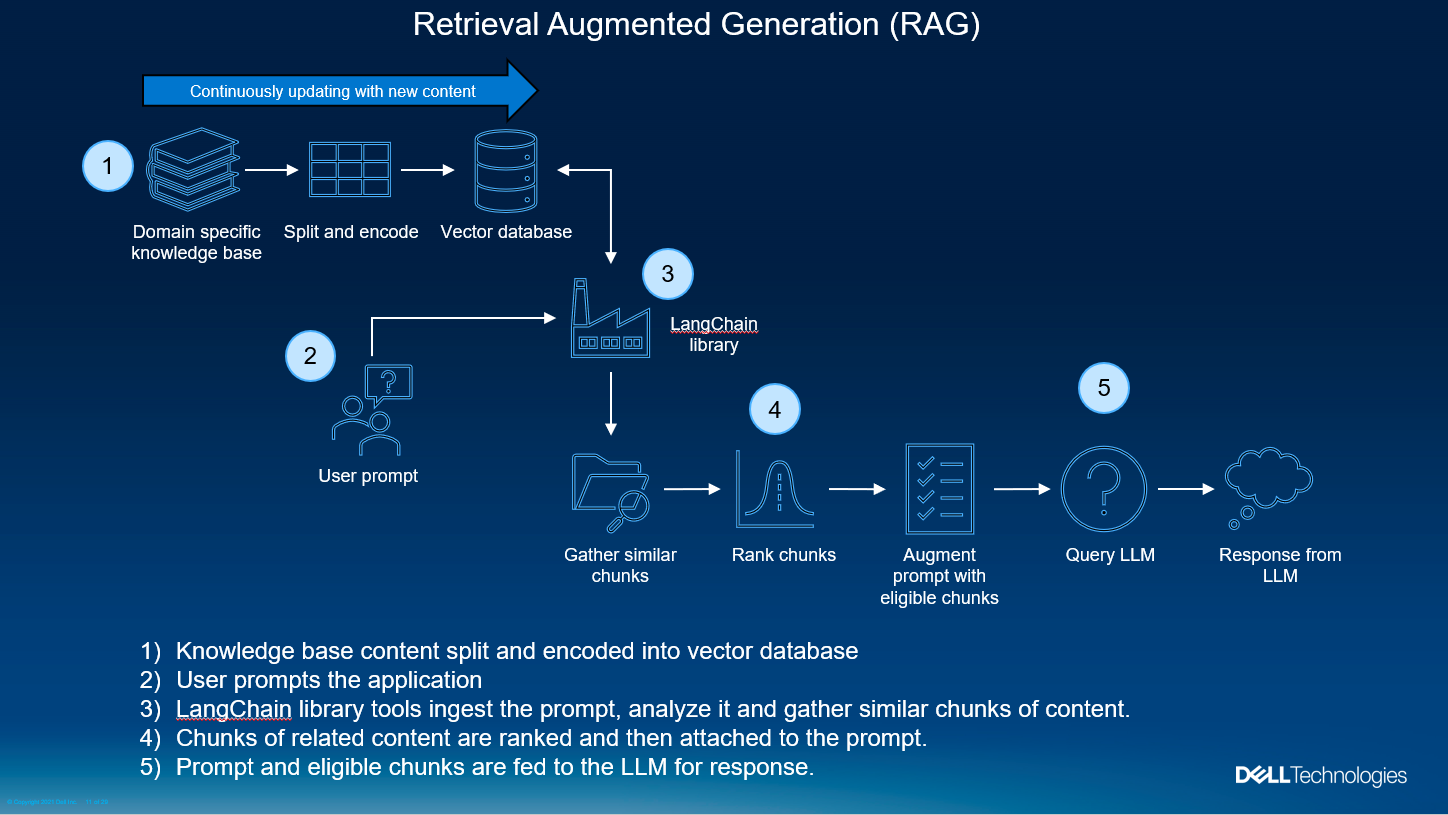 Retrieval Augmented Generation (RAG)
Continuously updating with new content
1
Domain specific
knowledge base
Split and encode
Vector database
3
LangChain
library
2
?
User prompt
4
5
?
Gather similar
chunks
Rank chunks
Augment
prompt with
eligible chunks
Query LLM
Response from
LLM
1) Knowledge base content split and encoded into vector database
2) User prompts the application
3) LangChain library tools ingest the prompt, analyze it and gather similar chunks of content.
4) Chunks of related content are ranked and then attached to the prompt.
5) Prompt and eligible chunks are fed to the LLM for response.
DELLTechnologies